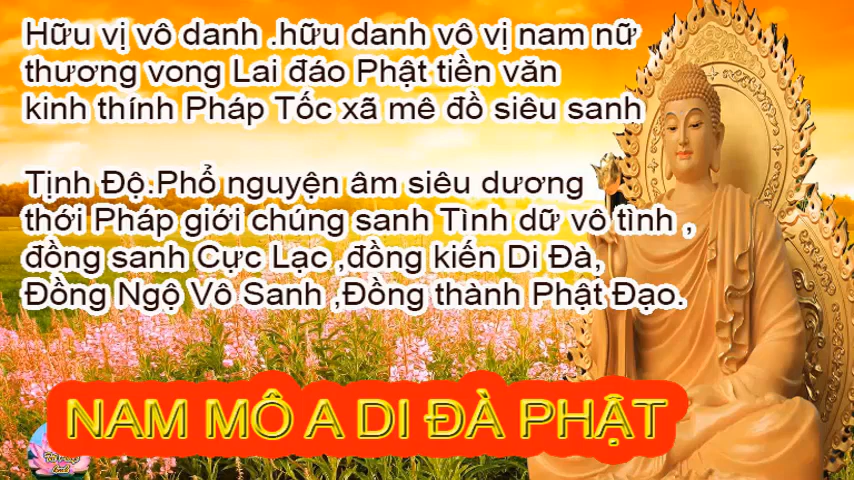 Hữu vị vô danh .hữu danh vô vị nam nữ
thương vong Lai đáo Phật tiền văn
kinh thính Pháp Tốc xã mê đồ siêu sanh
Tịnh Độ.Phổ nguyện âm siêu dương
thới Pháp giới chúng sanh Tình dữ vô tình ,
đồng sanh Cực Lạc ,đồng kiến Di Đà,
Đồng Ngộ Vô Sanh ,Đồng thành Phật Đạo.
NAM MÔ A DI ĐÀ PHẬT